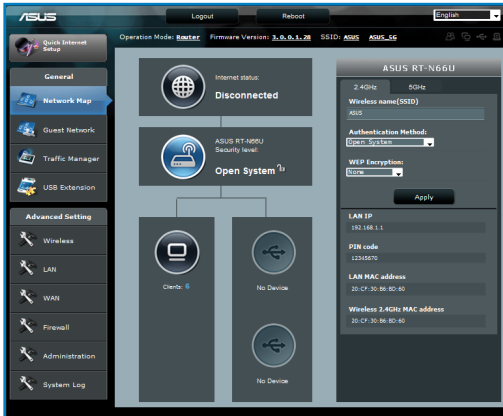 ASUS
Logout
Reboot
English
Operation Mode: Router Firmware Version: 3.0.0.1.28 SSID: ASUS ASUS_5G
Quick Internet
Setup
General
Network Map
Guest Network
Traffic Manager
USB Extension
Advanced Setting
Wireless
LAN
WAN
Firewall
Administration
System Log
Internet status:
Disconnected
ASUS RT-N66U
Security level:
Open System
Clients: 6
No Device
No Device
ASUS RT-N66U
2.4GHz
5GHz
Wireless name(SSID)
ASUS
Authentication Method:
Open System
WEP Encryption:
None
Apply
LAN IP
192.168.1.1
PIN code
12345670
LAN MAC address
20:CF:30:B6:BD:60
Wireless 2.4GHz MAC address
20:CF:30:B6:BD:60